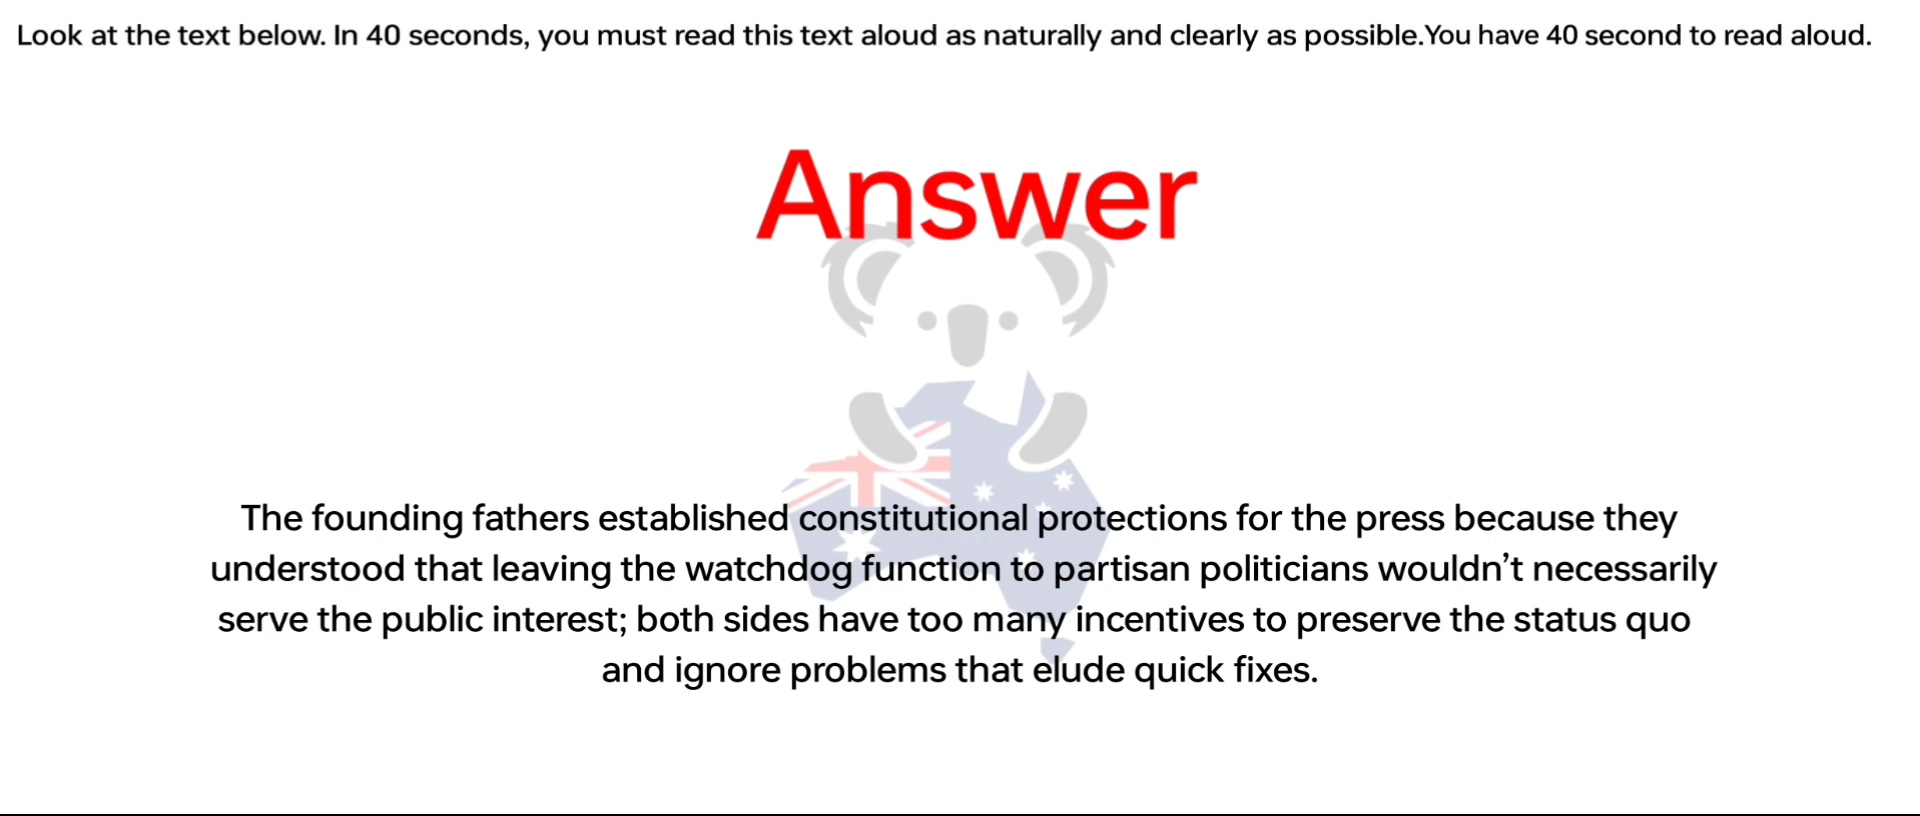 Look at the text below. In 40 seconds, you must read this text aloud as naturally and clearly as possible.You have 40 second to read aloud.
Answer
The founding fathers established constitutional protections for the press because they
understood that leaving the watchdog function to partisan politicians wouldn’t necessarily
serve the public interest; both sides have too many incentives to preserve the status quo
and ignore problems that elude quick fixes.